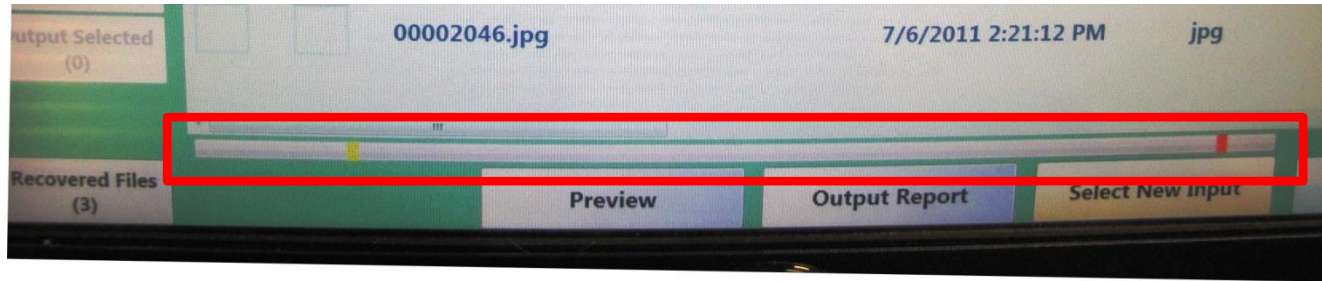 00002046.jpg 7/6/2011 2:21:12 PM jpg
utput Selected
(0)
Recovered Files
(3)
Preview
Output Report
Select New Input